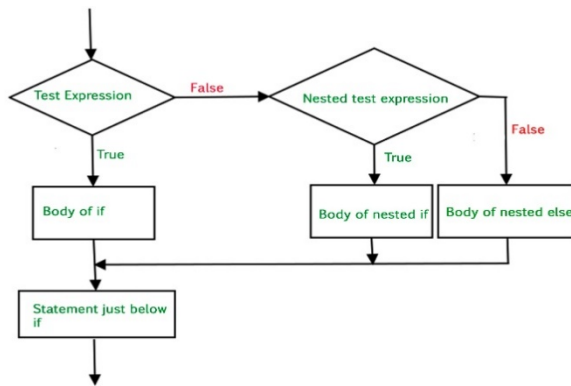 Test Expression
False
Nested test expression
False
True
True
Body of if
Body of nested if
Body of nested else
Statement just below
if